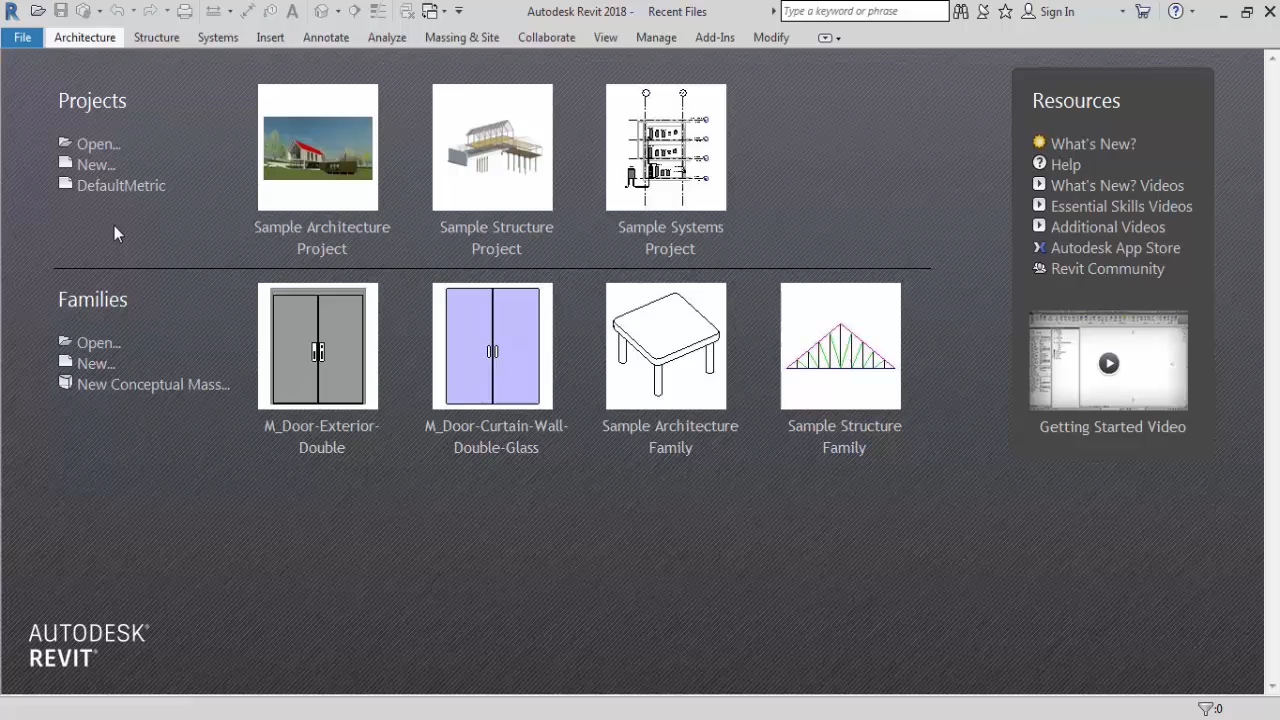 Autodesk Revit 2018 - Recent Files
Type a keyword or phrase
Sign In
File Architecture Structure Systems Insert Annotate Analyze Massing & Site Collaborate View Manage Add-Ins Modify
Projects
Open...
New...
DefaultMetric
Sample Architecture
Project
Sample Structure
Project
Sample Systems
Project
Families
Open...
New...
New Conceptual Mass...
M_Door-Exterior-
Double
M_Door-Curtain-Wall-
Double-Glass
Sample Architecture
Family
Sample Structure
Family
Resources
What's New?
Help
What's New? Videos
Essential Skills Videos
Additional Videos
Autodesk App Store
Revit Community
Getting Started Video
AUTODESK®
REVIT®
:0